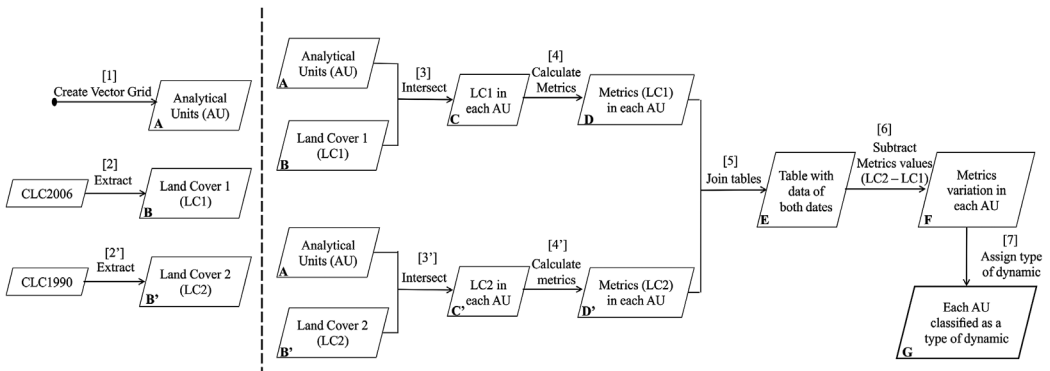 [1]
Create Vector Grid
Analytical
Units (AU)
A
[2]
Extract
CLC2006
Land Cover 1
(LC1)
B
[2']
Extract
CLC1990
Land Cover 2
(LC2)
B'
Analytical
Units (AU)
A
Land Cover 1
(LC1)
B
[3]
Intersect
LC1 in
each AU
C
[4]
Calculate
Metrics
Metrics (LC1)
in each AU
D
Analytical
Units (AU)
A
Land Cover 2
(LC2)
B'
[3']
Intersect
LC2 in
each AU
C'
[4']
Calculate
metrics
Metrics (LC2)
in each AU
D'
[5]
Join tables
Table with
data of
both dates
E
[6]
Subtract
Metrics values
(LC2 – LC1)
Metrics
variation in
each AU
F
[7]
Assign type
of dynamic
Each AU
classified as a
type of dynamic
G